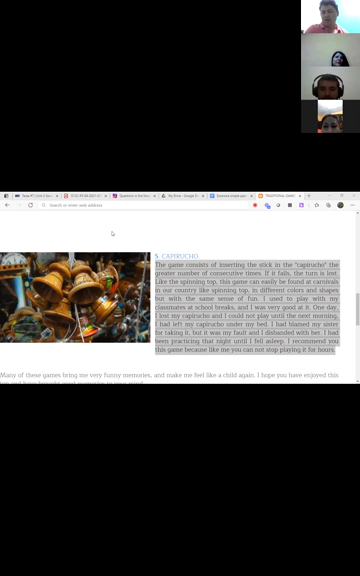 Search or enter web address
5. CAPIRUCHO
The game consists of inserting the stick in the "capirucho" the
greater number of consecutive times. If it fails, the turn is lost.
Like the spinning top, this game can easily be found at carnivals
in our country like spinning top, in different colors and shapes
but with the same sense of fun. I used to play with my
classmates at school breaks, and I was very good at it. One day,
I lost my capirucho and I could not play until the next morning,
I had left my capirucho under my bed. I had blamed my sister
for taking it, but it was my fault and I disbanded with her. I had
been practicing that night until I fell asleep. I recommend you
this game because like me you can not stop playing it for hours.
Many of these games bring me very funny memories, and make me feel like a child again. I hope you have enjoyed this